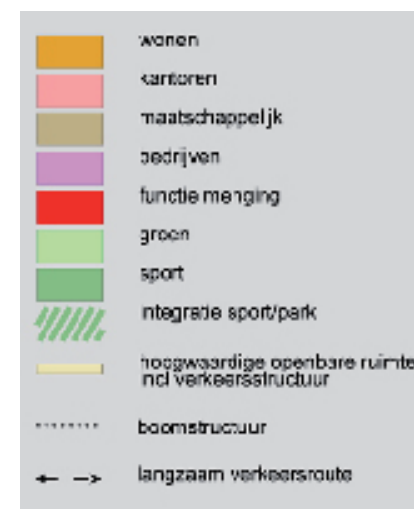 wonen
kantoren
maatschappelijk
bedrijven
functie menging
groen
sport
integratie sport/park
hoogwaardige openbare ruimte
incl verkeersstructuur
boomstructuur
langzaam verkeersroute